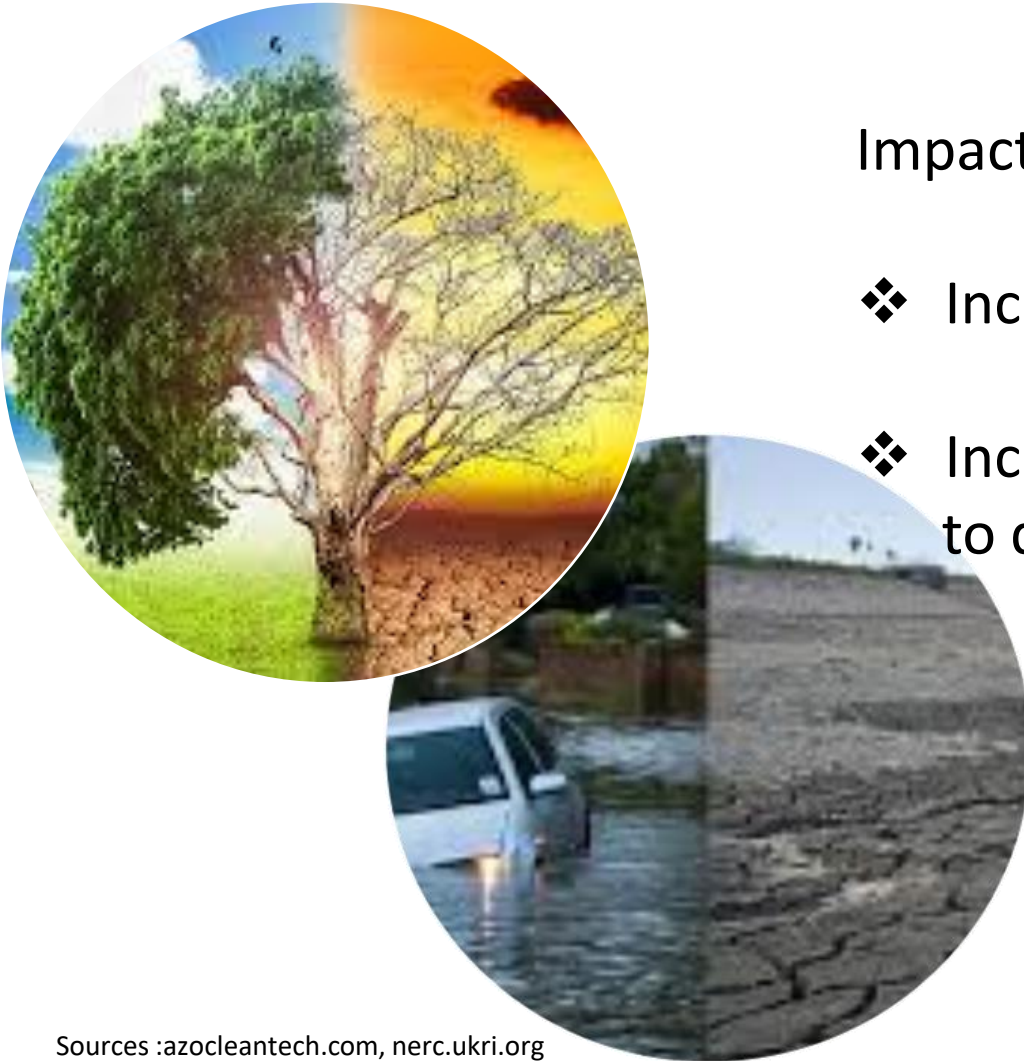 Impact
❖ Inc
❖ Inc
to
Sources :azocleantech.com, nerc.ukri.org